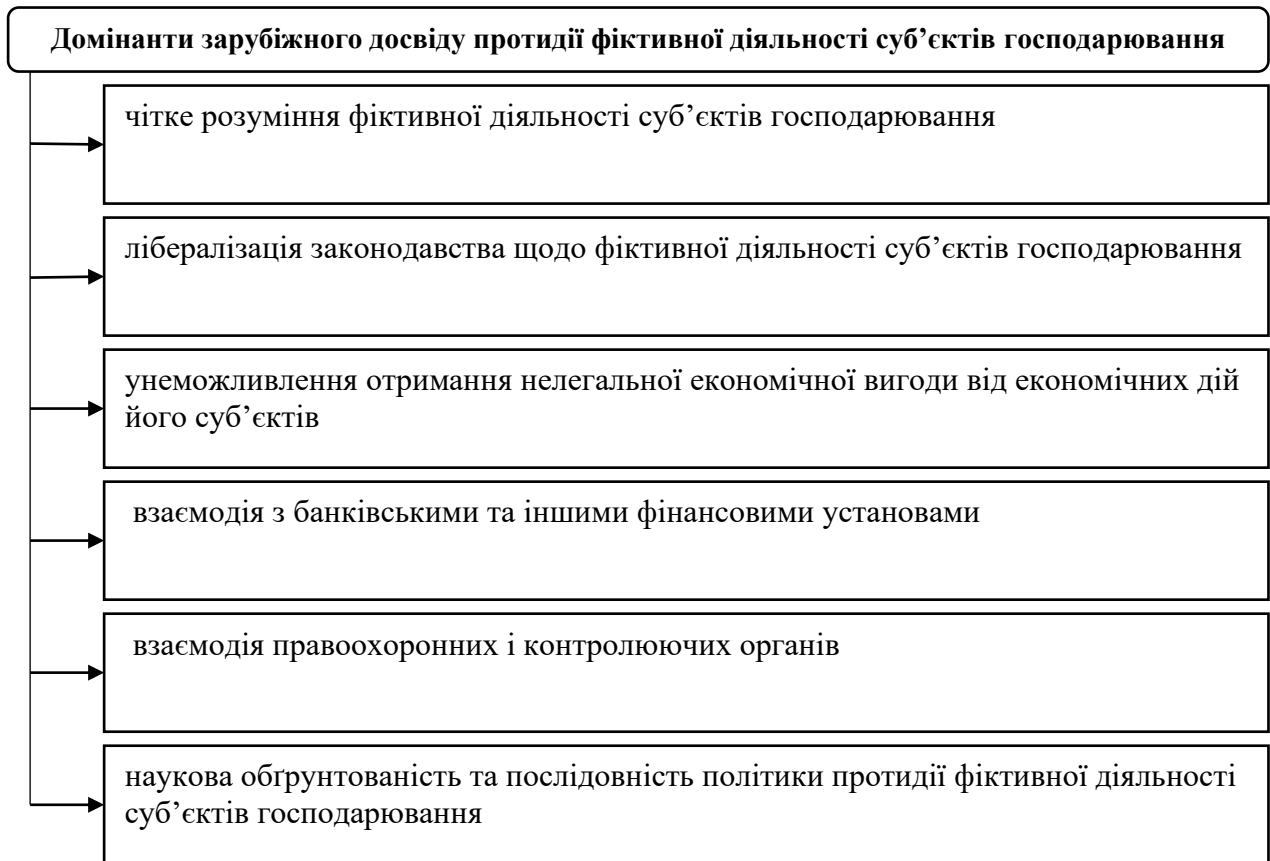 Домінанти зарубіжного досвіду протидії фіктивної діяльності суб’єктів господарювання
чітке розуміння фіктивної діяльності суб’єктів господарювання
лібералізація законодавства щодо фіктивної діяльності суб’єктів господарювання
унеможливлення отримання нелегальної економічної вигоди від економічних дій
його суб’єктів
взаємодія з банківськими та іншими фінансовими установами
взаємодія правоохоронних і контролюючих органів
наукова обґрунтованість та послідовність політики протидії фіктивної діяльності
суб’єктів господарювання